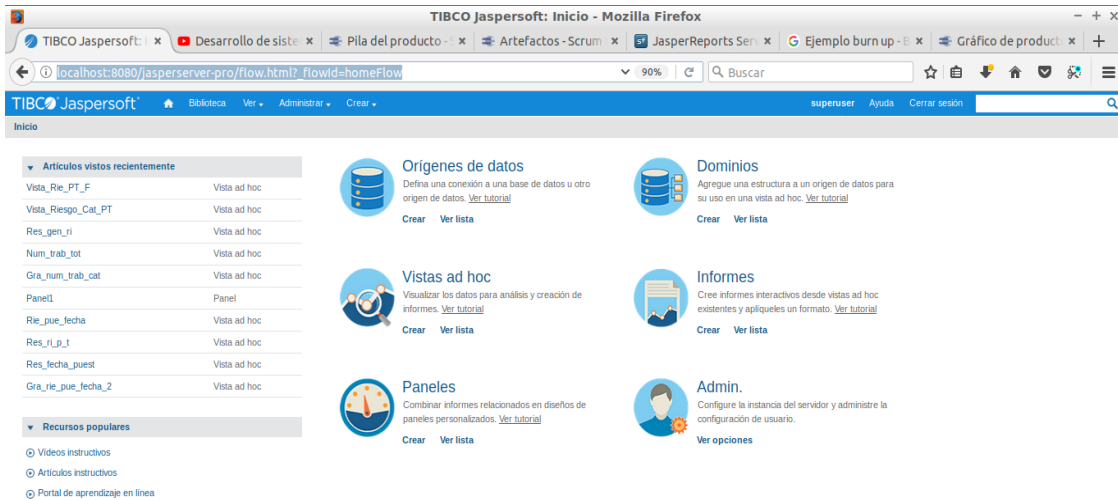 TIBCO Jaspersoft: Inicio - Mozilla Firefox
TIBCO Jaspersoft: I
Desarrollo de siste
Pila del producto - S
Artefactos - Scrum
JasperReports Serv
Ejemplo burn up - B
Gráfico de product
localhost:8080/jasperserver-pro/flow.html?_flowId=homeFlow
90%
Buscar
TIBCO Jaspersoft
Biblioteca
Ver
Administrar
Crear
superuser
Ayuda
Cerrar sesión
Inicio
Artículos vistos recientemente
Vista_Rie_PT_F Vista ad hoc
Vista_Riesgo_Cat_PT Vista ad hoc
Res_gen_ri Vista ad hoc
Num_trab_tot Vista ad hoc
Gra_num_trab_cat Vista ad hoc
Panel1 Panel
Rie_pue_fecha Vista ad hoc
Res_ri_p_t Vista ad hoc
Res_fecha_puest Vista ad hoc
Gra_rie_pue_fecha_2 Vista ad hoc
Recursos populares
Vídeos instructivos
Artículos instructivos
Portal de aprendizaje en línea
Orígenes de datos
Defina una conexión a una base de datos u otro
origen de datos. Ver tutorial
Crear Ver lista
Dominios
Agregue una estructura a un origen de datos para
su uso en una vista ad hoc. Ver tutorial
Crear Ver lista
Vistas ad hoc
Visualizar los datos para análisis y creación de
informes. Ver tutorial
Crear Ver lista
Informes
Cree informes interactivos desde vistas ad hoc
existentes y aplíqueles un formato. Ver tutorial
Crear Ver lista
Paneles
Combinar informes relacionados en diseños de
paneles personalizados. Ver tutorial
Crear Ver lista
Admin.
Configure la instancia del servidor y administre la
configuración de usuario.
Ver opciones